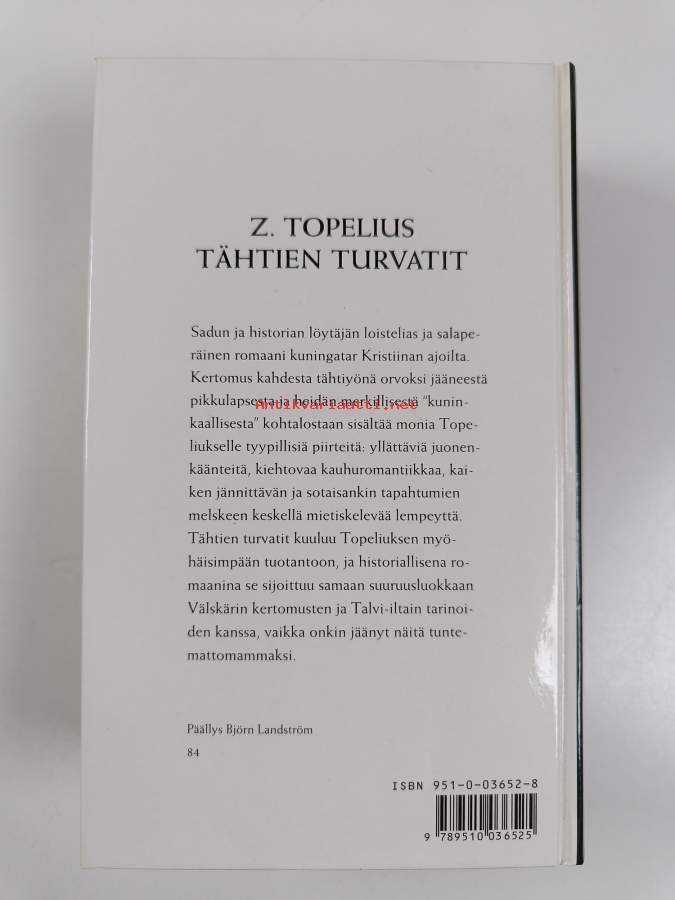 Z. TOPELIUS
TÄHTIEN TURVATIT
Sadun ja historian löytäjän loistelias ja salape-
räinen romaani kuningatar Kristiinan ajoilta.
Kertomus kahdesta tähtiyönä orvoksi jääneestä
pikkulapsesta ja heidän merkillisestä "kunin-
Antikvariaatti.net
kaallisesta" kohtalostaan sisältää monia Tope-
liukselle tyypillisiä piirteitä: yllättäviä juonen-
käänteitä, kiehtovaa kauhuromantiikkaa, kai-
ken jännittävän ja sotaisankin tapahtumien
melskeen keskellä mietiskelevää lempeyttä.
Tähtien turvatit kuuluu Topeliuksen myö-
häisimpään tuotantoon, ja historiallisena ro-
maanina se sijoittuu samaan suuruusluokkaan
Välskärin kertomusten ja Talvi-iltain tarinoi-
den kanssa, vaikka onkin jäänyt näitä tunte-
mattomammaksi.
Päällys Björn Landström
84
ISBN 951-0-03652-8
9 789510 036525